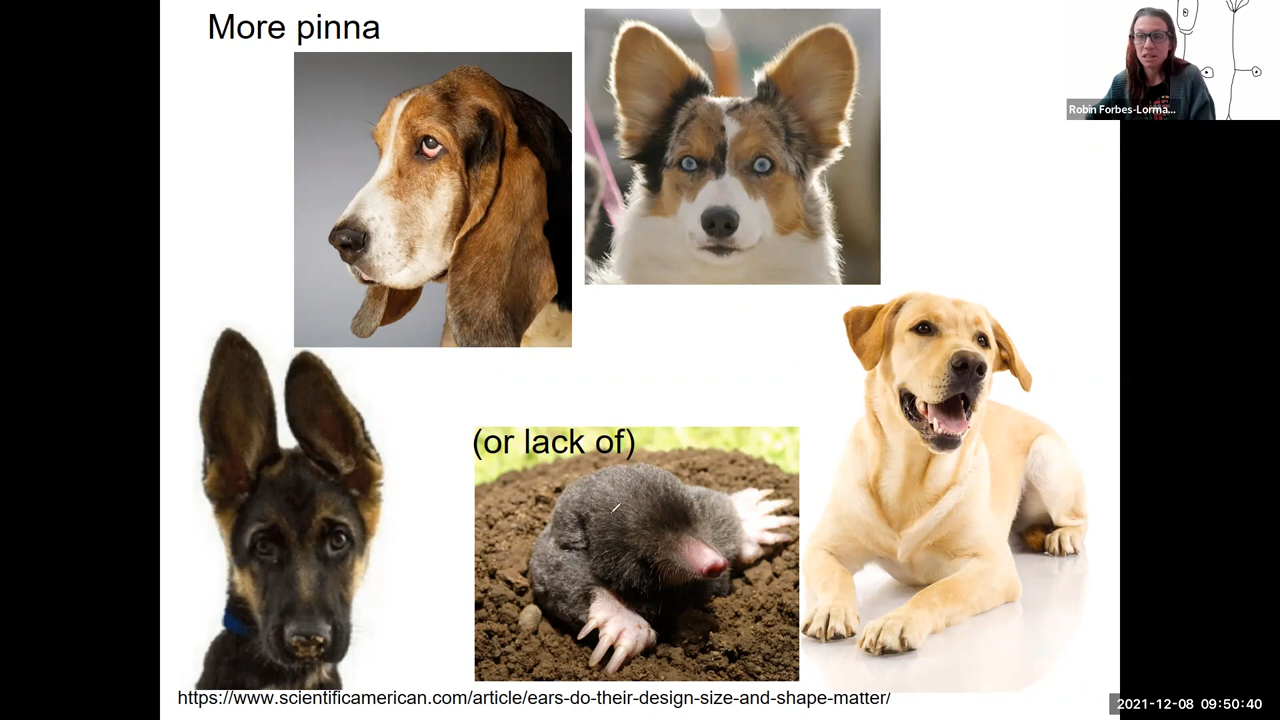 More pinna
Robin Forbes-Lorma...
(or lack of)
https://www.scientificamerican.com/article/ears-do-their-design-size-and-shape-matter/
2021-12-08 09:50:40